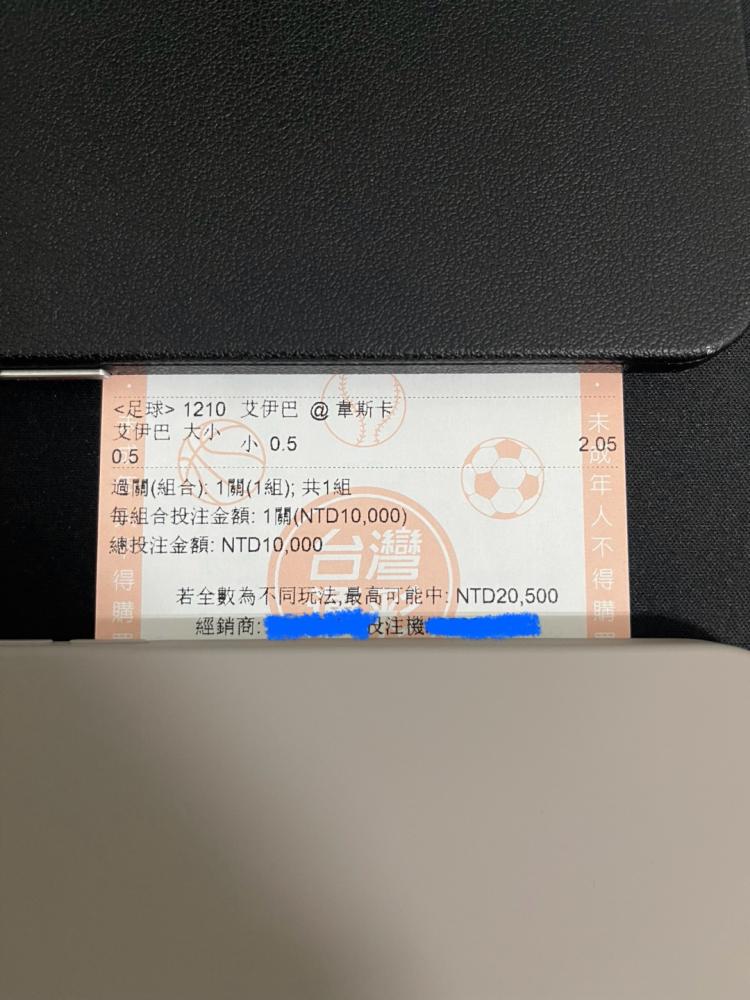 <足球> 1210 艾伊巴 @ 韋斯卡
艾伊巴 大小 小 0.5 2.05
0.5
過關(組合): 1關(1組); 共1組
每組合投注金額: 1關(NTD10,000)
總投注金額: NTD10,000
若全數為不同玩法,最高可能中: NTD20,500
經銷商: 投注機
台灣
未成年人不得購
得購